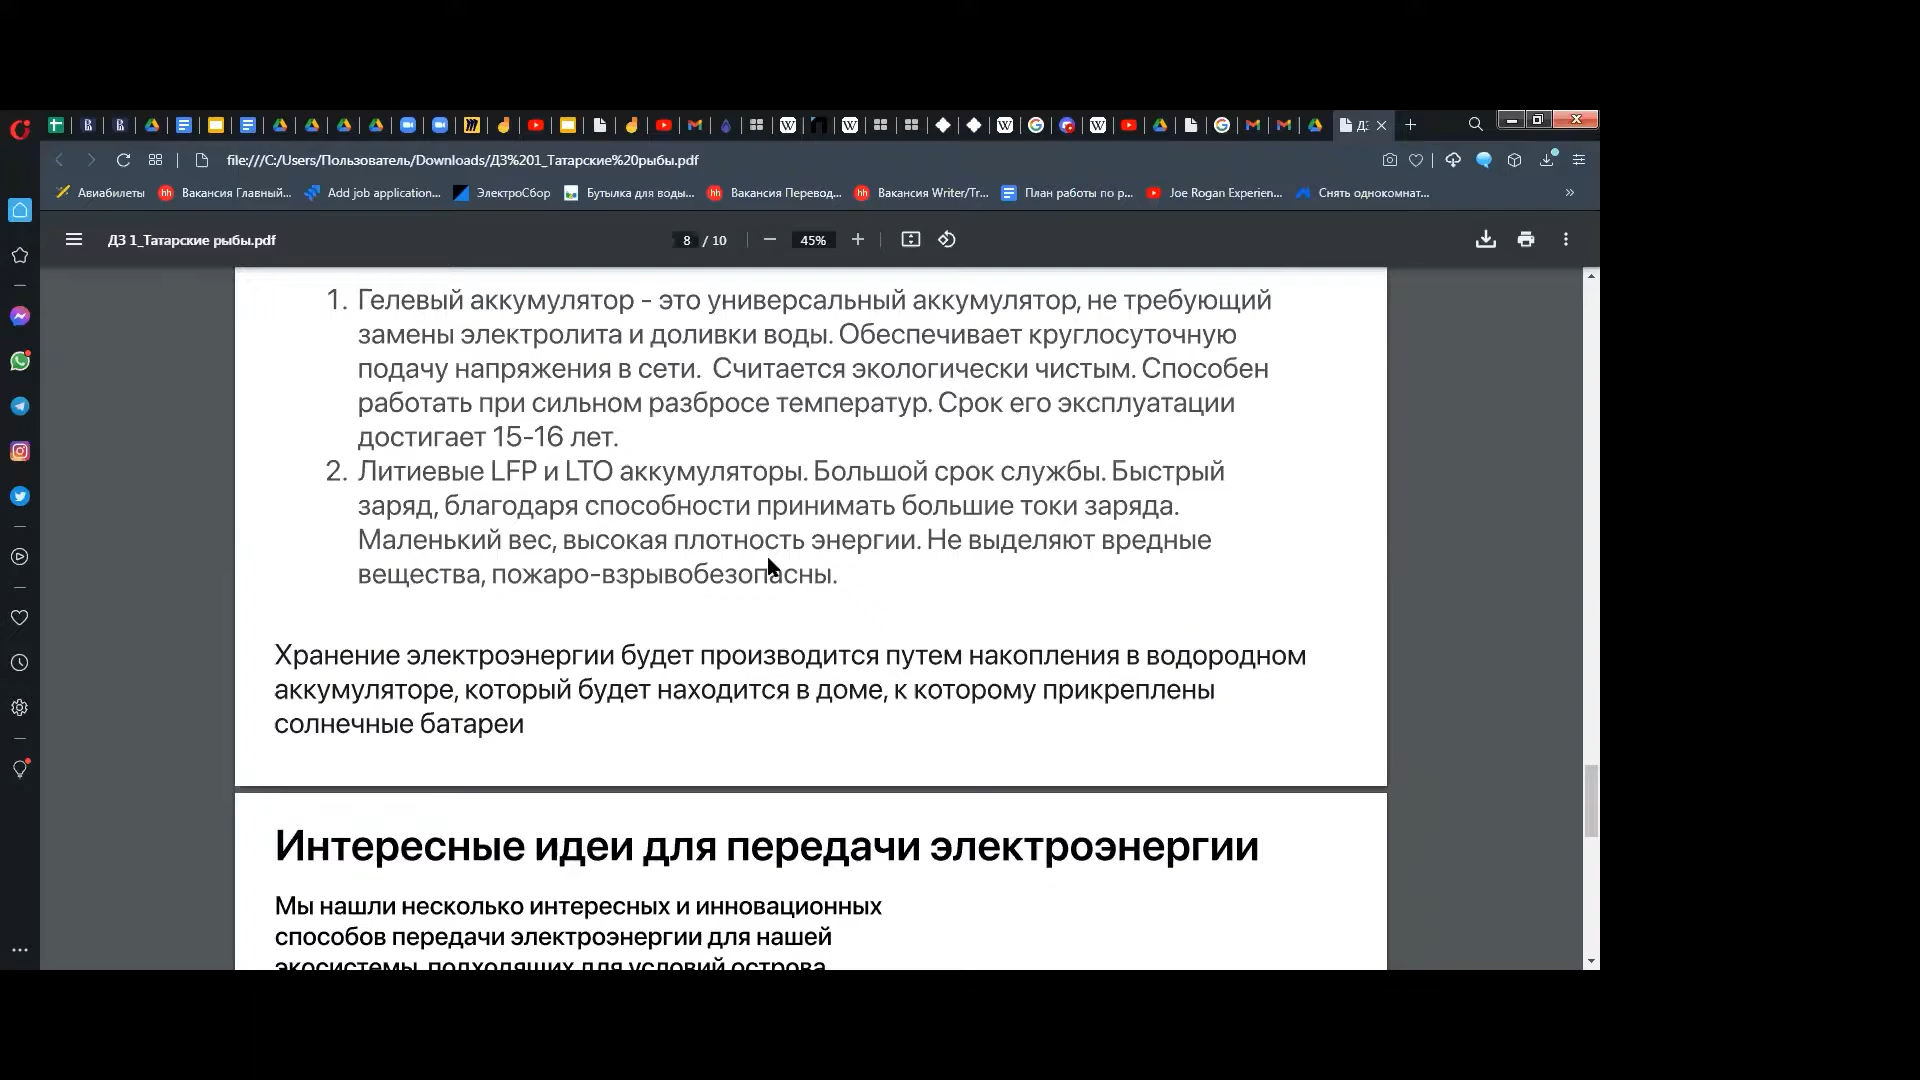 Д:
file:///C:/Users/Пользователь/Downloads//ДЗ%201_Татарские%20рыбы.pdf
Авиабилеты
Вакансия Главный...
Add job application...
ЭлектроСбор
Бутылка для воды...
Вакансия Перевод...
Вакансия Writer/Tr...
План работы по р...
Joe Rogan Experien...
Снять однокомнат...
»
ДЗ 1_Татарские рыбы.pdf
8 / 10
45%
1. Гелевый аккумулятор - это универсальный аккумулятор, не требующий
замены электролита и доливки воды. Обеспечивает круглосуточную
подачу напряжения в сети. Считается экологически чистым. Способен
работать при сильном разбросе температур. Срок его эксплуатации
достигает 15-16 лет.
2. Литиевые LFP и LTO аккумуляторы. Большой срок службы. Быстрый
заряд, благодаря способности принимать большие токи заряда.
Маленький вес, высокая плотность энергии. Не выделяют вредные
вещества, пожаро-взрывобезопасны.
Хранение электроэнергии будет производится путем накопления в водородном
аккумуляторе, который будет находится в доме, к которому прикреплены
солнечные батареи
Интересные идеи для передачи электроэнергии
Мы нашли несколько интересных и инновационных
способов передачи электроэнергии для нашей
экосистемы, подходящих для условий острова